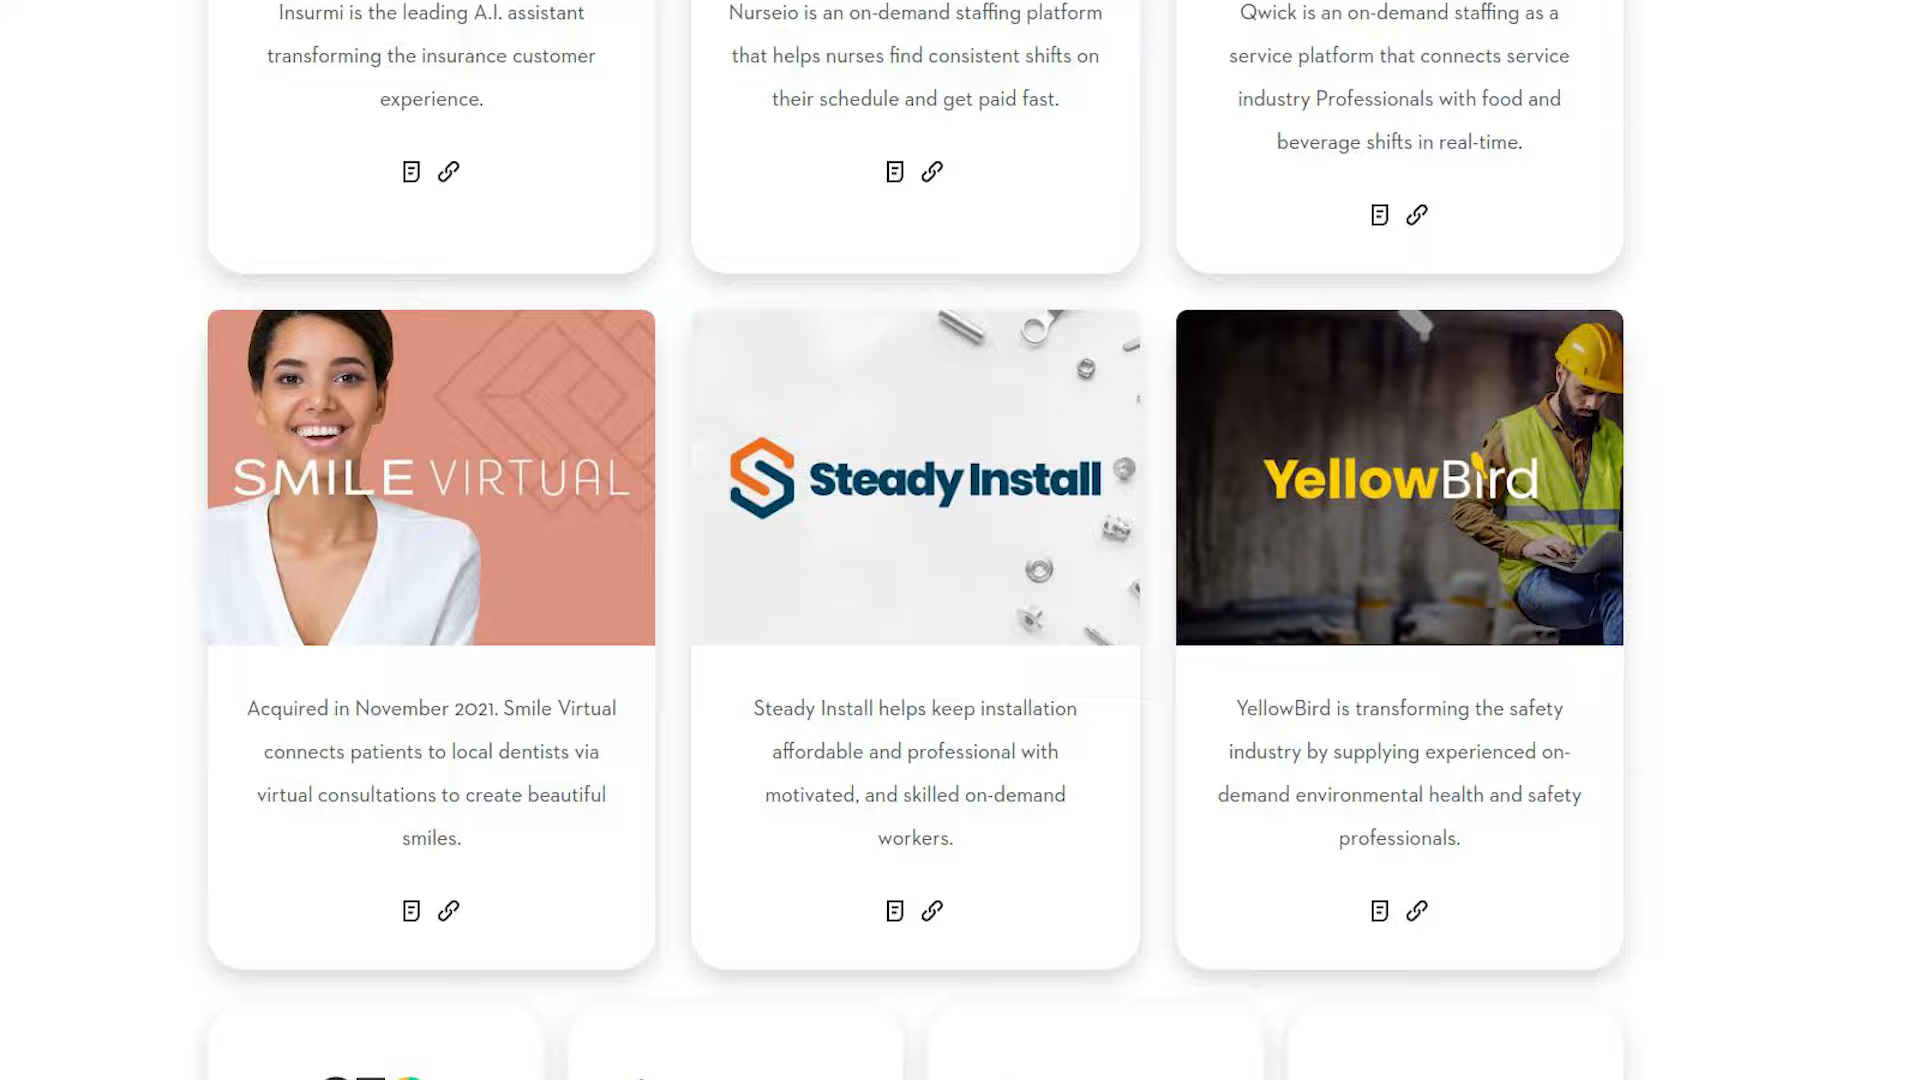 Insurmi is the leading A.I. assistant
transforming the insurance customer
experience.
Nurseio is an on-demand staffing platform
that helps nurses find consistent shifts on
their schedule and get paid fast.
Qwick is an on-demand staffing as a
service platform that connects service
industry Professionals with food and
beverage shifts in real-time.
SMILE VIRTUAL
Acquired in November 2021. Smile Virtual
connects patients to local dentists via
virtual consultations to create beautiful
smiles.
Steady Install
Steady Install helps keep installation
affordable and professional with
motivated, and skilled on-demand
workers.
YellowBird
YellowBird is transforming the safety
industry by supplying experienced on-
demand environmental health and safety
professionals.